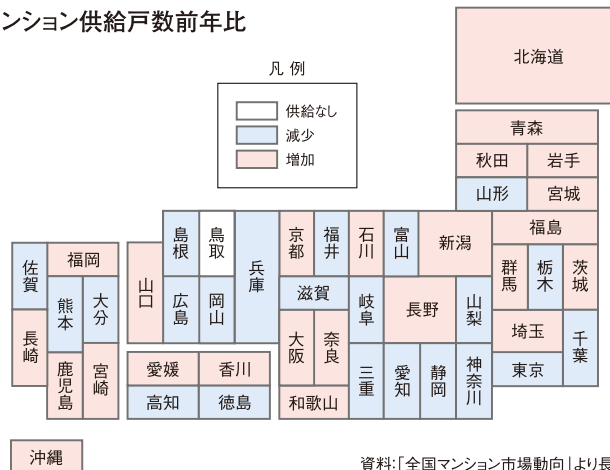 ンション供給戸数前年比
凡 例
供給なし
減少
増加
北海道
青森
秋田
岩手
山形
宮城
福島
島根
鳥取
兵庫
京都
福井
石川
富山
新潟
群馬
栃木
茨城
佐賀
福岡
熊本
大分
山口
広島
岡山
滋賀
岐阜
長野
山梨
長崎
鹿児島
宮崎
大阪
奈良
埼玉
千葉
愛媛
香川
三重
愛知
静岡
神奈川
東京
高知
徳島
和歌山
沖縄
資料:「全国マンション市場動向」より長